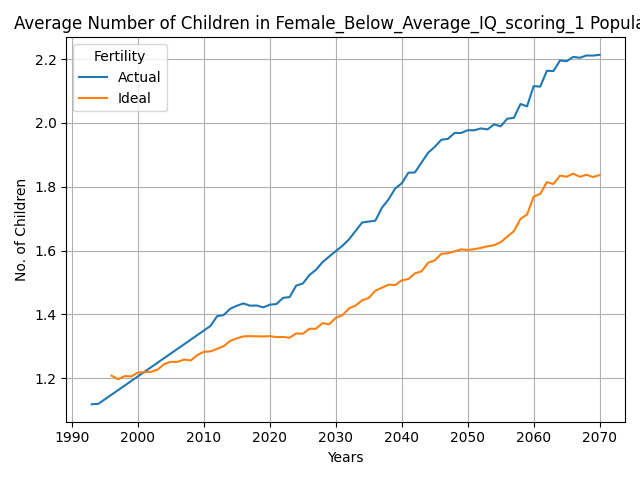 Average Number of Children in Female_Below_Average_IQ_scoring_1 Popula
Fertility
Actual
Ideal
2.2
2.0
1.8
1.6
1.4
1.2
No. of Children
1990 2000 2010 2020 2030 2040 2050 2060 2070
Years